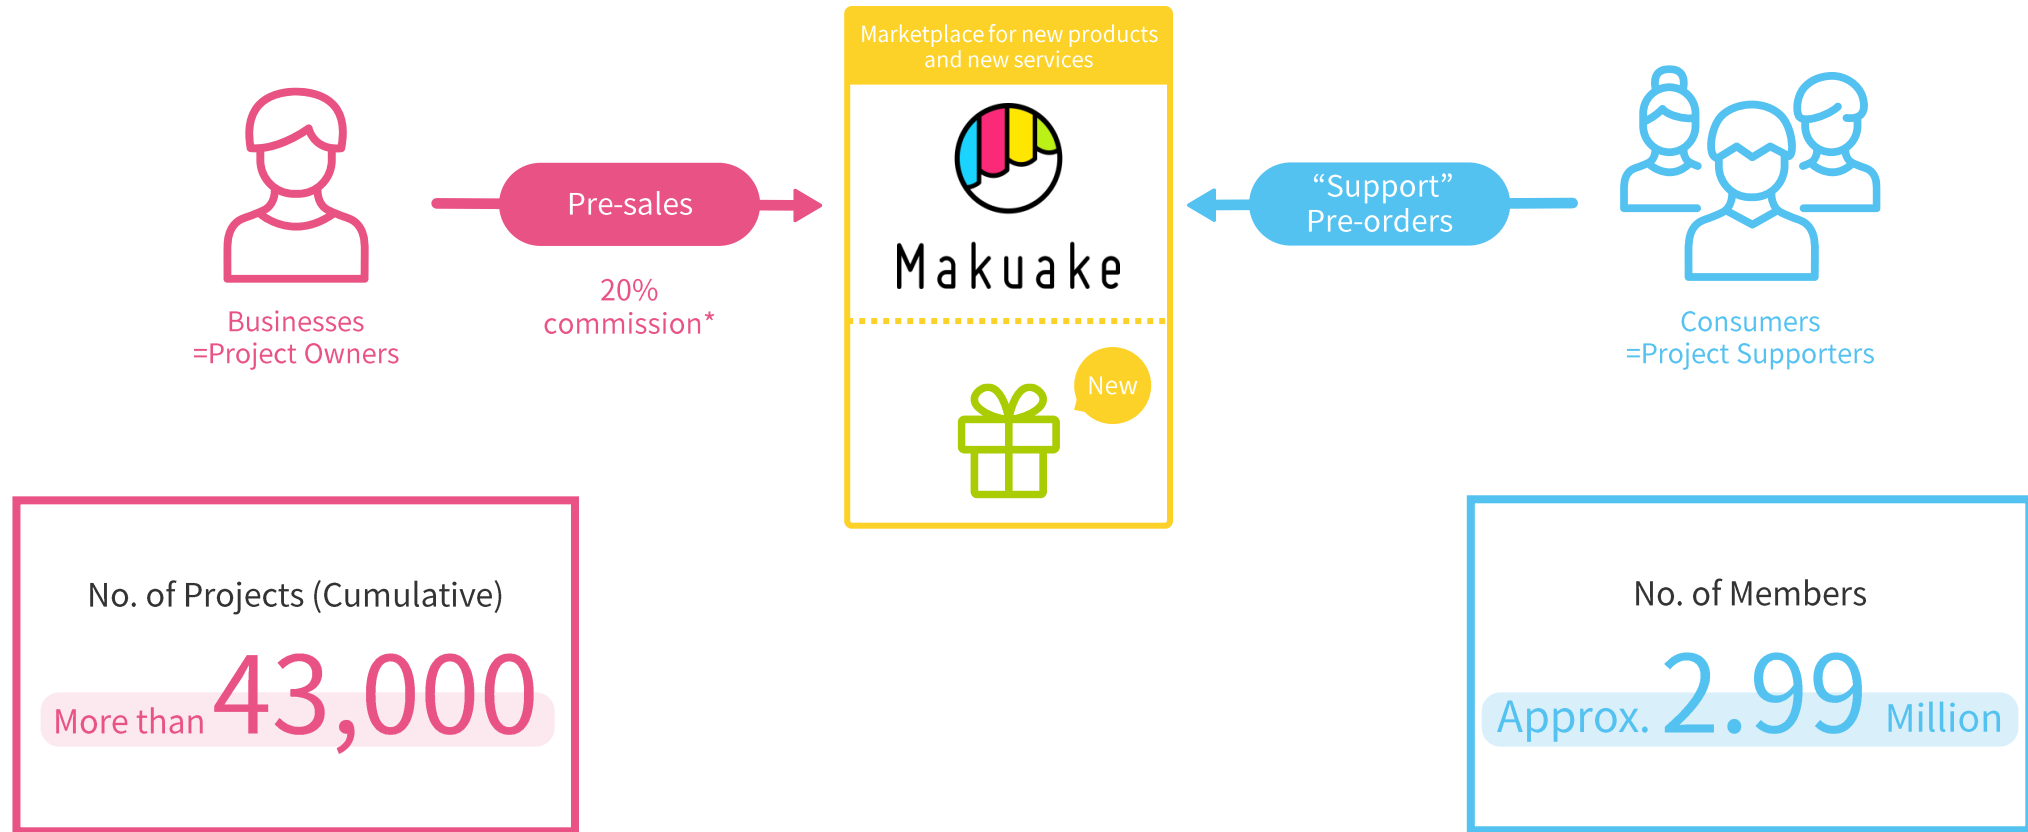 Marketplace for new products
and new services
Makuake
New
Pre-sales
20%
commission*
Businesses
=Project Owners
“Support”
Pre-orders
Consumers
=Project Supporters
No. of Projects (Cumulative)
More than 43,000
No. of Members
Approx. 2.99 Million